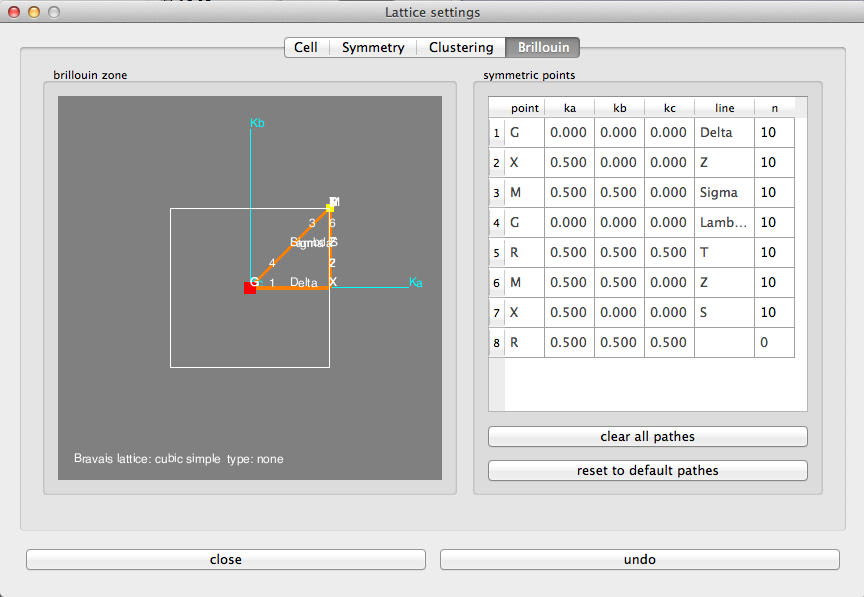 Lattice settings
Cell Symmetry Clustering Brillouin
brillouin zone
symmetric points
Kb
M
3 6
Z
4 2
G 1 Delta X Ka
Bravais lattice: cubic simple type: none
point ka kb kc line n
1 G 0.000 0.000 0.000 Delta 10
2 X 0.500 0.000 0.000 Z 10
3 M 0.500 0.500 0.000 Sigma 10
4 G 0.000 0.000 0.000 Lamb... 10
5 R 0.500 0.500 0.500 T 10
6 M 0.500 0.500 0.000 Z 10
7 X 0.500 0.000 0.000 S 10
8 R 0.500 0.500 0.500 0
clear all pathes
reset to default pathes
close undo